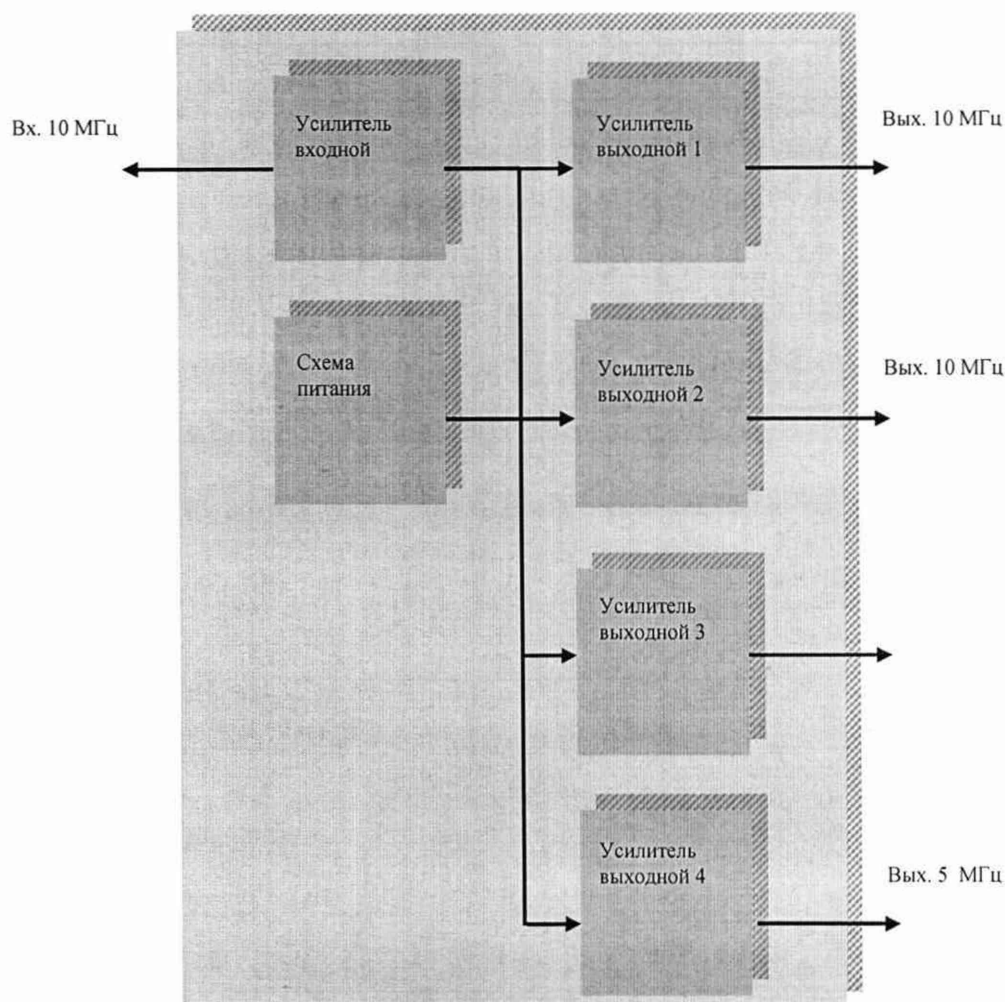 Вх. 10 МГц
Усилитель
входной
Усилитель
выходной 1
Вых. 10 МГц
Схема
питания
Усилитель
выходной 2
Вых. 10 МГц
Усилитель
выходной 3
Усилитель
выходной 4
Вых. 5 МГц